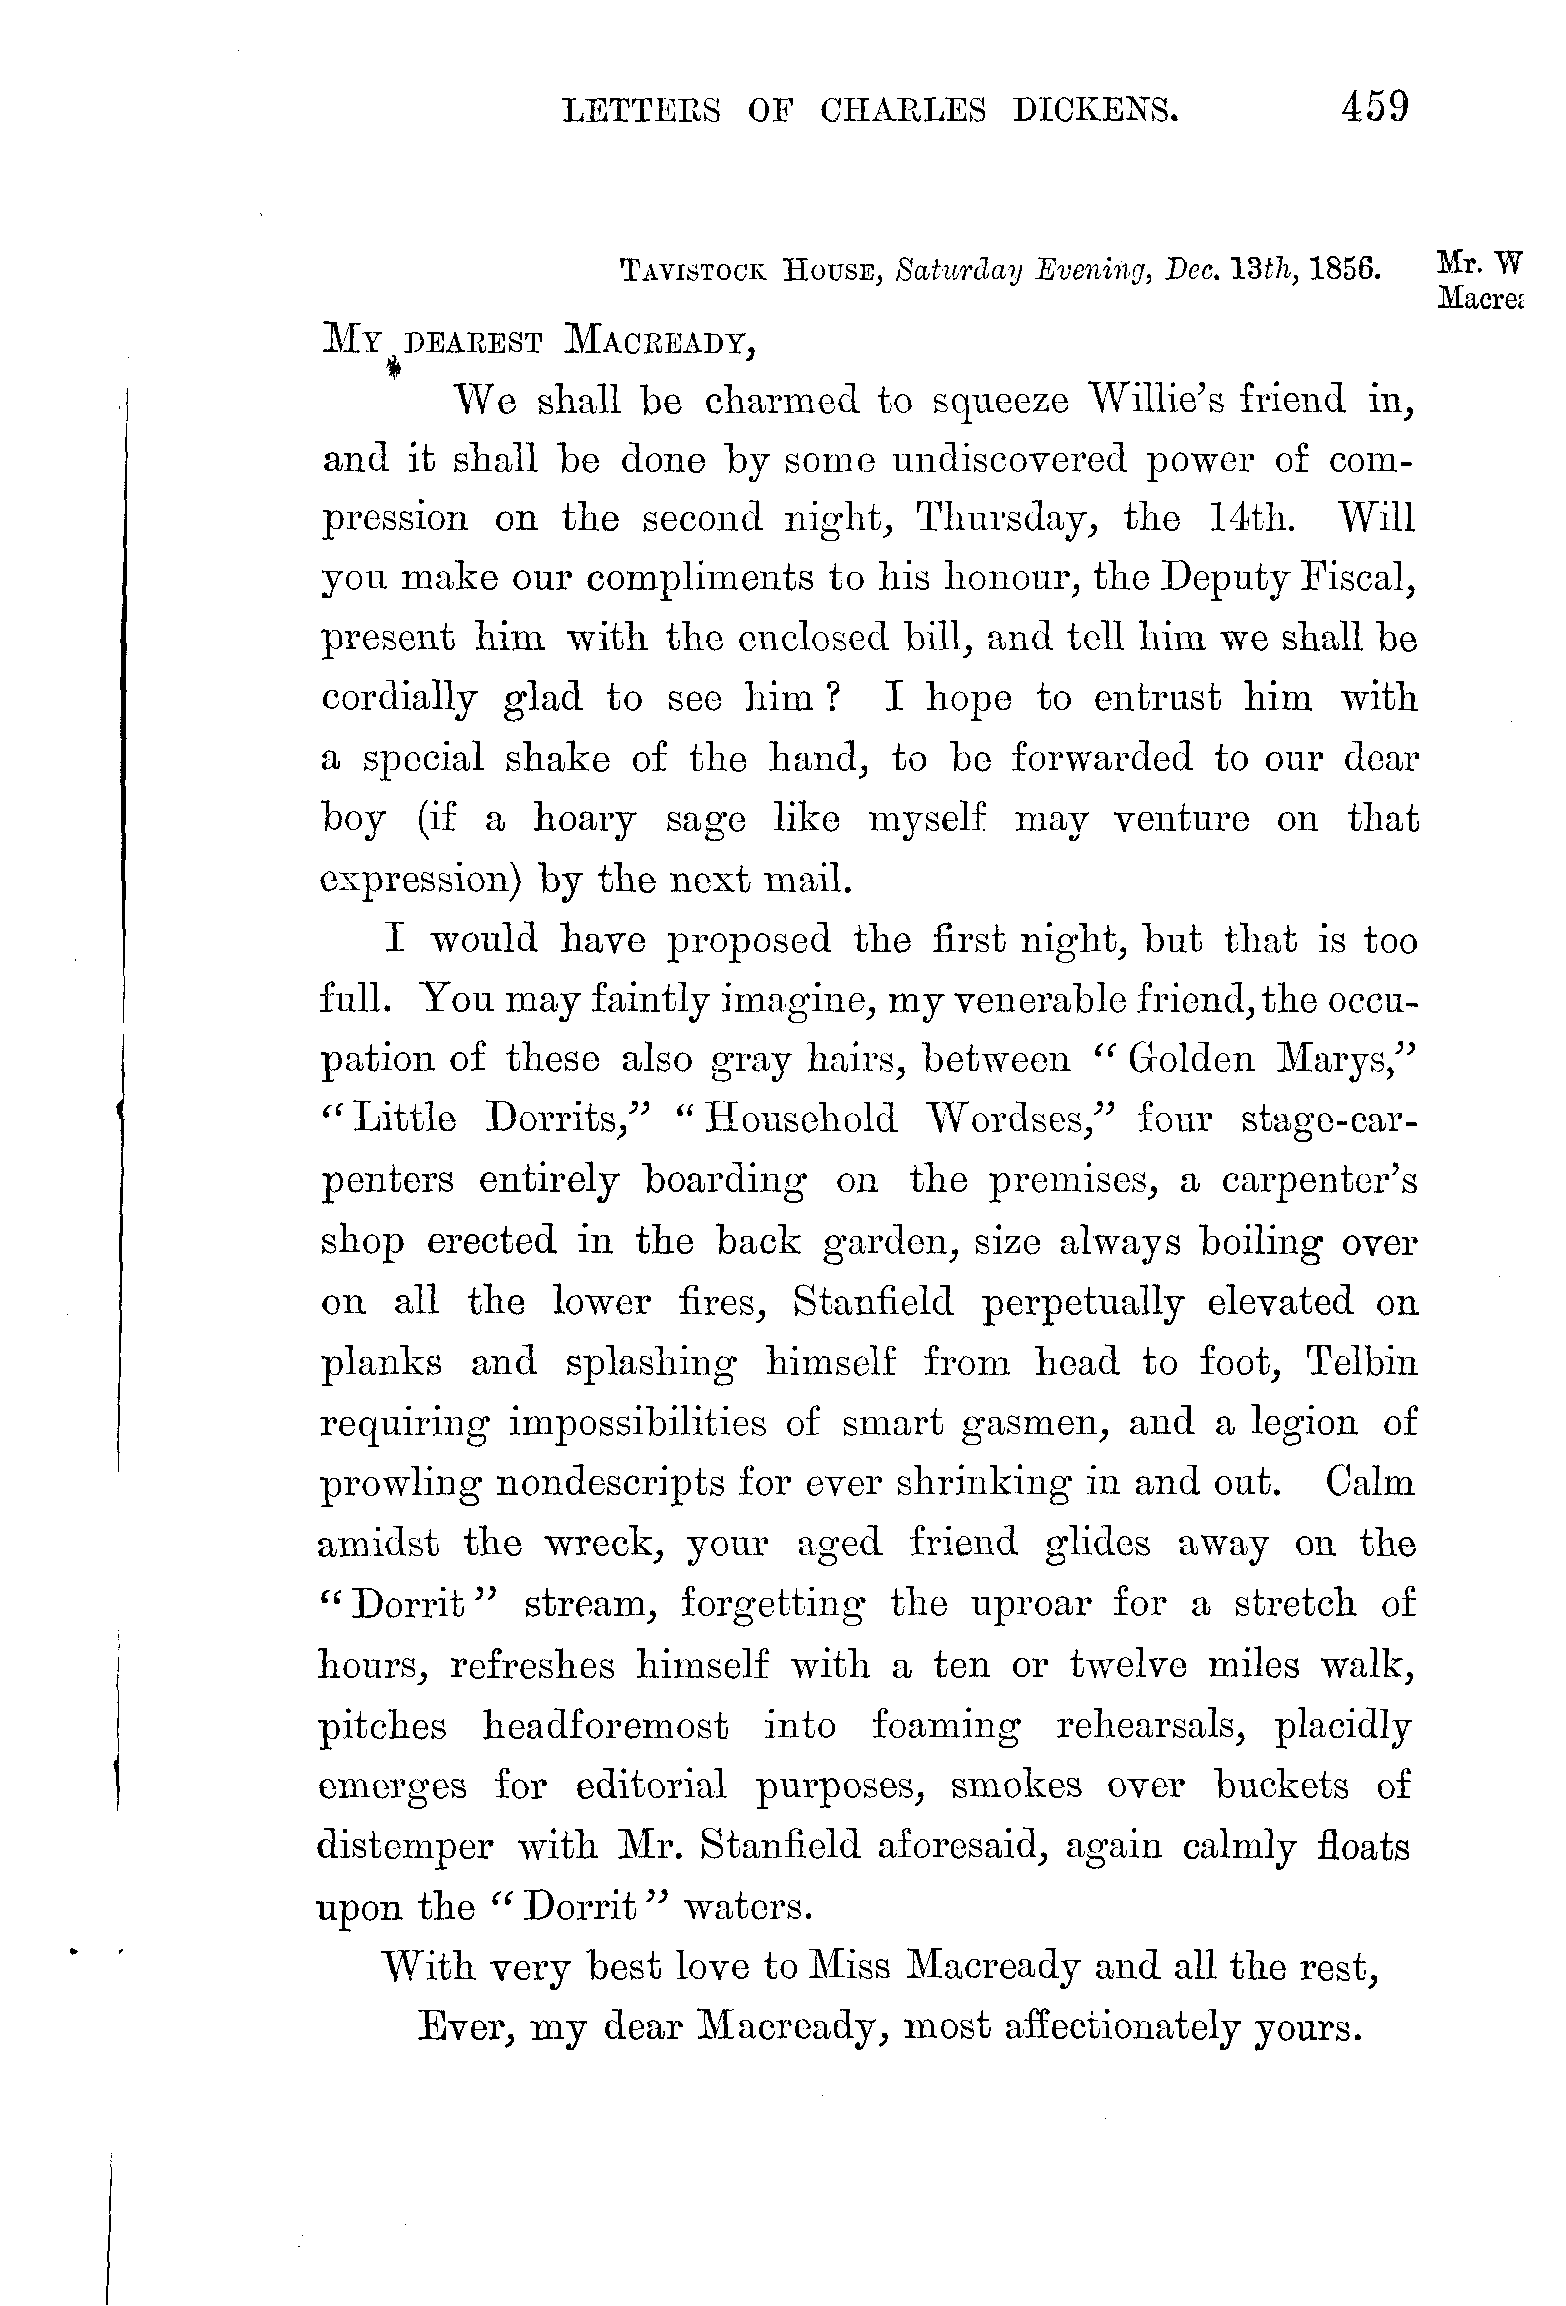 LETTERS OF CHARLES DICKENS. 459
TAVISTOCK HOUSE, Saturday Evening, Dec. 13th, 1856.
Mr. W
MY DEAREST MACREADY,
We shall be charmed to squeeze Willie's friend in,
and it shall be done by some undiscovered power of com-
pression on the second night, Thursday, the 14th. Will
you make our compliments to his honour, the Deputy Fiscal,
present him with the enclosed bill, and tell him we shall be
cordially glad to see him ? I hope to entrust him with
a special shake of the hand, to be forwarded to our dear
boy (if a hoary sage like myself may venture on that
expression) by the next mail.
I would have proposed the first night, but that is too
full. You may faintly imagine, my venerable friend, the occu-
pation of these also gray hairs, between “ Golden Marys,”
“ Little Dorrits,” “ Household Wordses,” four stage-car-
penters entirely boarding on the premises, a carpenter's
shop erected in the back garden, size always boiling over
on all the lower fires, Stanfield perpetually elevated on
planks and splashing himself from head to foot, Telbin
requiring impossibilities of smart gasmen, and a legion of
prowling nondescripts for ever shrinking in and out. Calm
amidst the wreck, your aged friend glides away on the
“ Dorrit ” stream, forgetting the uproar for a stretch of
hours, refreshes himself with a ten or twelve miles walk,
pitches headforemost into foaming rehearsals, placidly
emerges for editorial purposes, smokes over buckets of
distemper with Mr. Stanfield aforesaid, again calmly floats
upon the “ Dorrit ” waters.
With very best love to Miss Macready and all the rest,
Ever, my dear Macready, most affectionately yours.